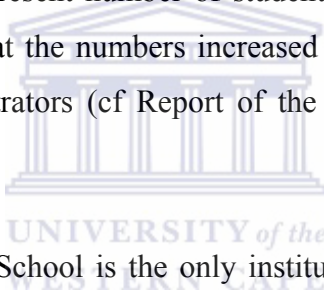 resent number of student
at the numbers increased
rators (cf Report of the
UNIVERSITY of the
School is the only institu
WESTERN CAPE